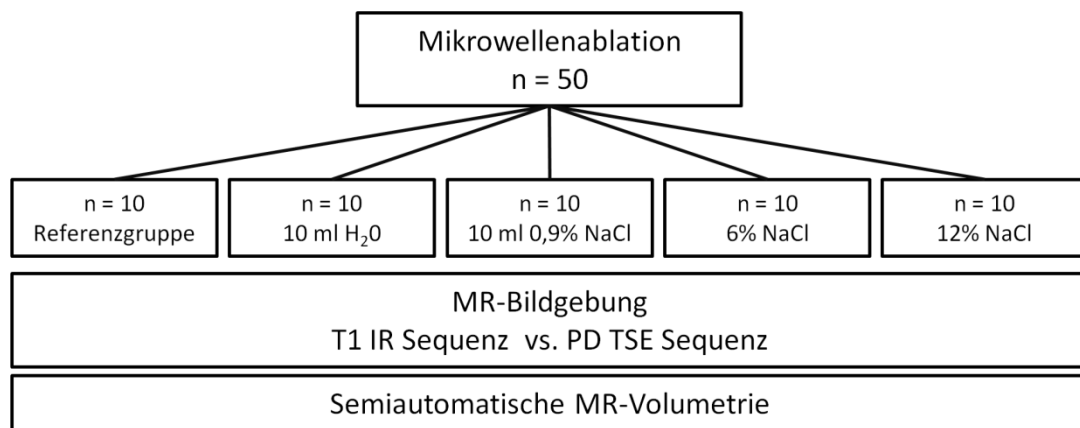 Mikrowellenablation
n = 50
n = 10
Referenzgruppe
n = 10
10 ml H₂0
n = 10
10 ml 0,9% NaCl
n = 10
6% NaCl
n = 10
12% NaCl
MR-Bildgebung
T1 IR Sequenz vs. PD TSE Sequenz
Semiautomatische MR-Volumetrie